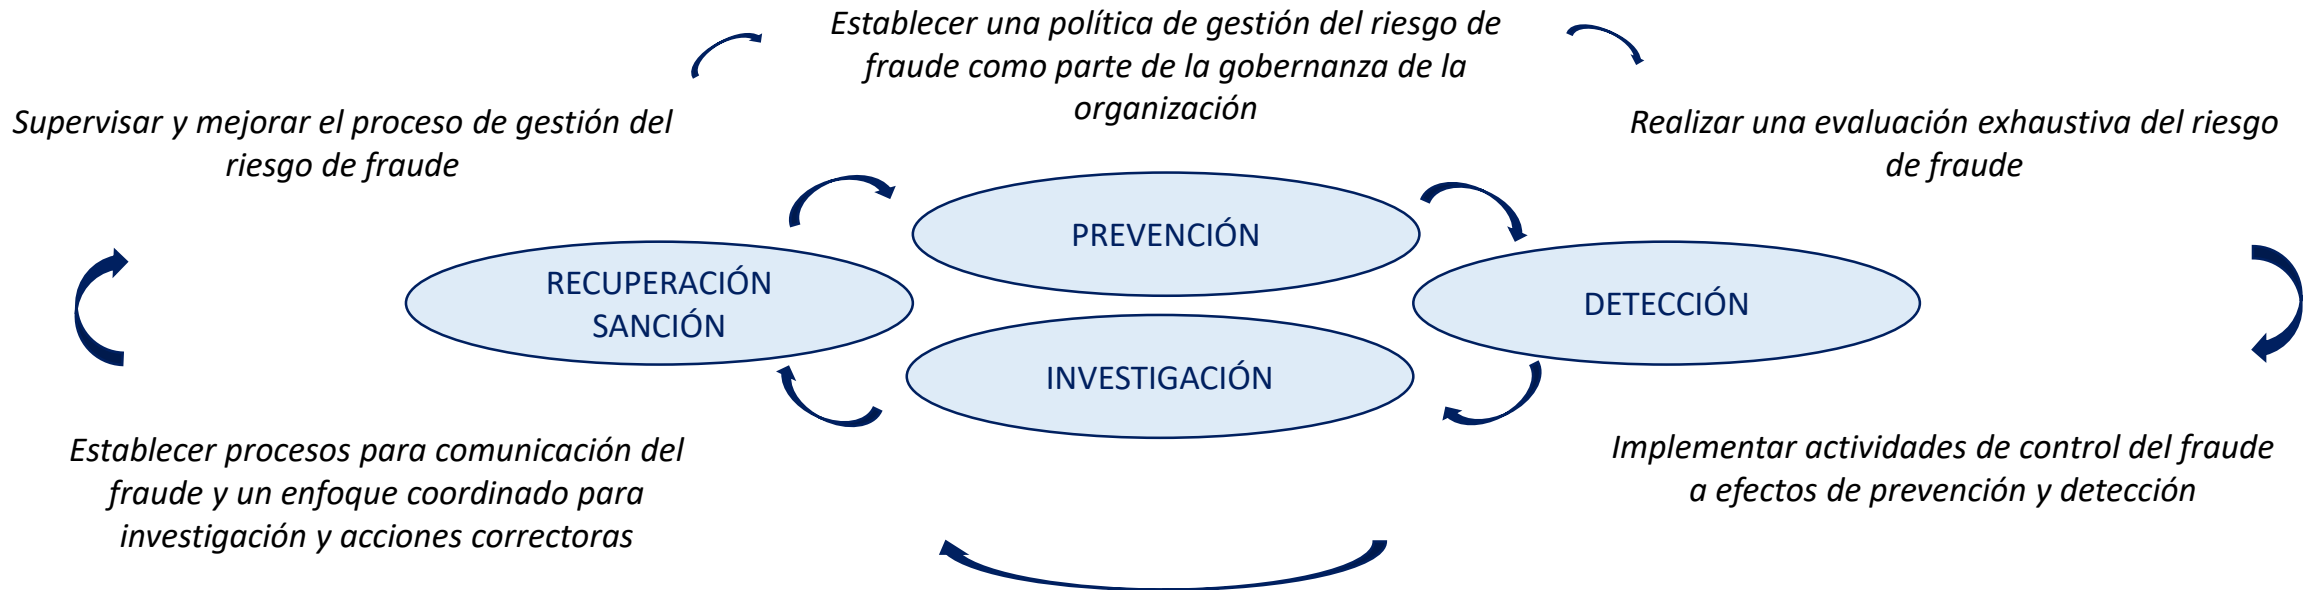 Establecer una política de gestión del riesgo de
fraude como parte de la gobernanza de la
organización
Supervisar y mejorar el proceso de gestión del
riesgo de fraude
Realizar una evaluación exhaustiva del riesgo
de fraude
PREVENCIÓN
RECUPERACIÓN
SANCIÓN
DETECCIÓN
INVESTIGACIÓN
Establecer procesos para comunicación del
fraude y un enfoque coordinado para
investigación y acciones correctoras
Implementar actividades de control del fraude
a efectos de prevención y detección